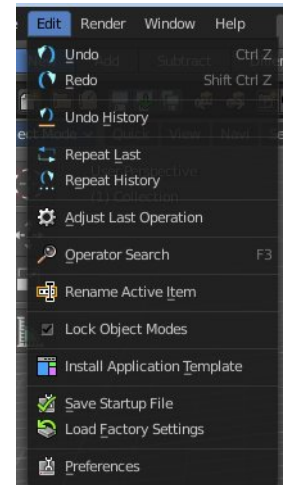 Edit Render Window Help
Undo Ctrl Z
Redo Shift Ctrl Z
Undo History
Repeat Last
Repeat History
Adjust Last Operation
Operator Search F3
Rename Active Item
Lock Object Modes
Install Application Template
Save Startup File
Load Factory Settings
Preferences